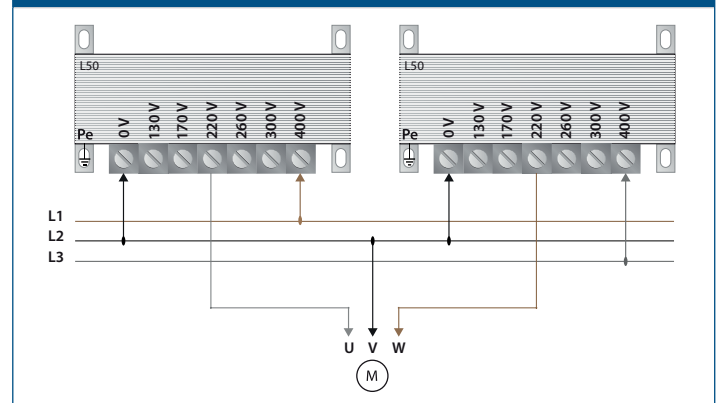 L50
Pe
0 V
130 V
170 V
220 V
260 V
300 V
400 V
L50
Pe
0 V
130 V
170 V
220 V
260 V
300 V
400 V
L1
L2
L3
U V W
M